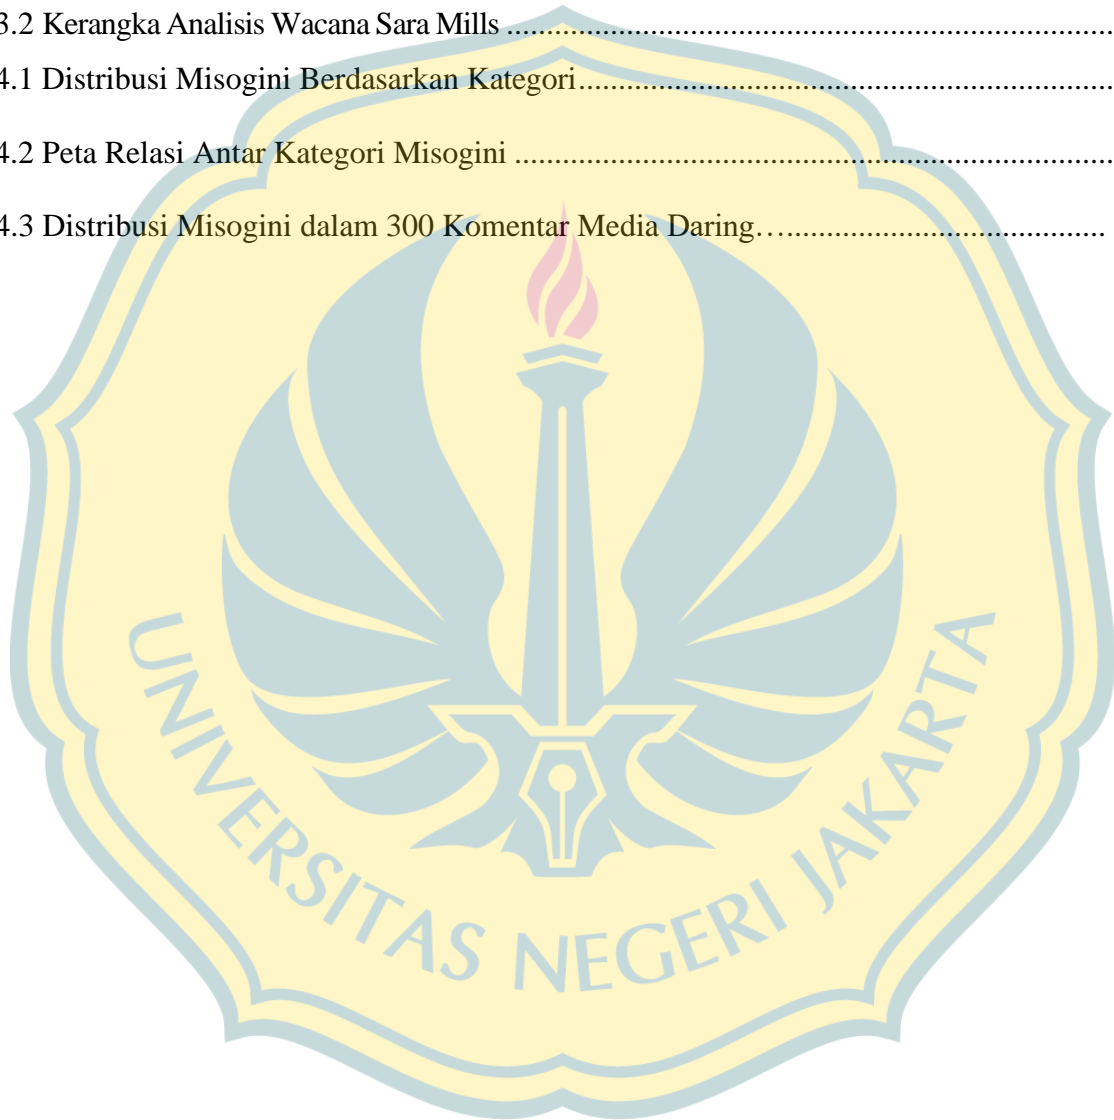 3.2 Kerangka Analisis Wacana Sara Mills ...........................................................................
4.1 Distribusi Misogini Berdasarkan Kategori..................................................................
4.2 Peta Relasi Antar Kategori Misogini ..........................................................................
4.3 Distribusi Misogini dalam 300 Komentar Media Daring….......................................
UNIVERSITAS NEGERI JAKARTA